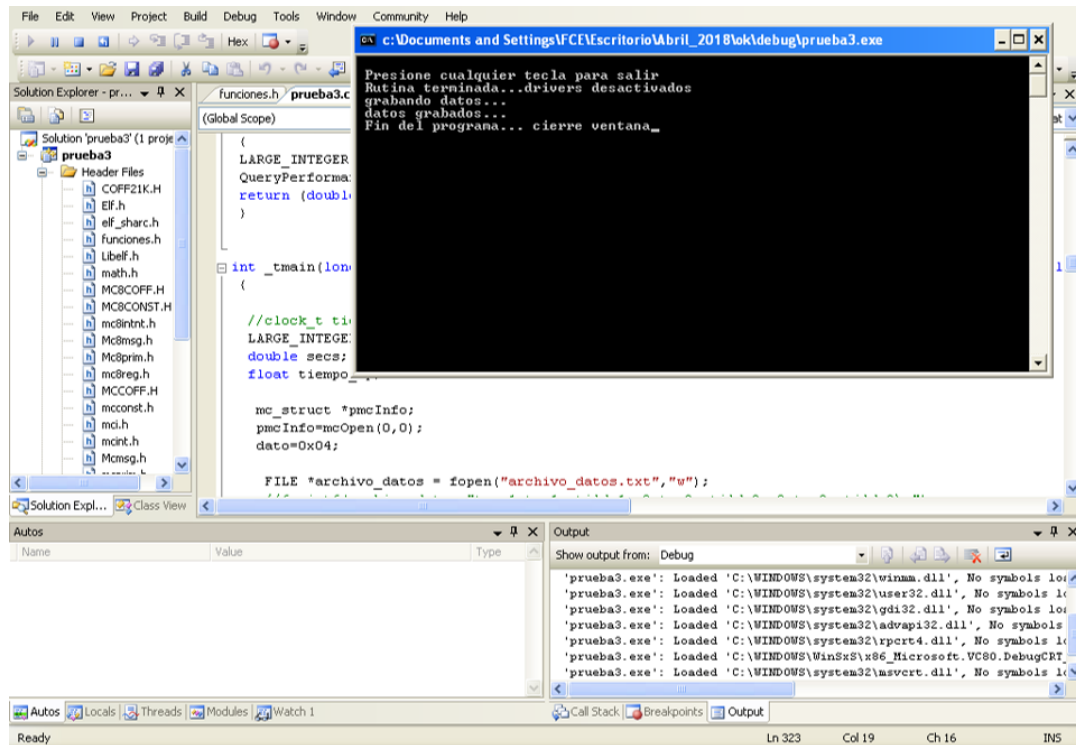 File Edit View Project Build Debug Tools Window Community Help
Hex
c:\Documents and Settings\FCE\Escritorio\Abril_2018\ok\debug\prueba3.exe
Presione cualquier tecla para salir
Rutina terminada...drivers desactivados
grabando datos...
datos grabados...
Fin del programa... cierre ventana_
Solution Explorer - pr...
Solution 'prueba3' (1 proje
prueba3
Header Files
COFF21K.H
Elf.h
elf_sharc.h
funciones.h
Libelf.h
math.h
MC8COFF.H
MC8CONST.H
mc8intnt.h
Mc8msg.h
Mc8prim.h
mc8reg.h
MCCOFF.H
mcconst.h
mci.h
mcint.h
Mcmsg.h
Solution Expl... Class View
funciones.h prueba3.c
(Global Scope)
{
LARGE_INTEGER
QueryPerforma
return (doubl
}
int _tmain(lon
{
//clock_t ti
LARGE_INTEGE
double secs;
float tiempo_
mc_struct *pmcInfo;
pmcInfo=mcOpen(0,0);
dato=0x04;
FILE *archivo_datos = fopen("archivo_datos.txt","w");
Autos
Name Value Type
Autos Locals Threads Modules Watch 1
Output
Show output from: Debug
'prueba3.exe': Loaded 'C:\WINDOWS\system32\winmm.dll', No symbols loa
'prueba3.exe': Loaded 'C:\WINDOWS\system32\user32.dll', No symbols lo
'prueba3.exe': Loaded 'C:\WINDOWS\system32\gdi32.dll', No symbols loa
'prueba3.exe': Loaded 'C:\WINDOWS\system32\advapi32.dll', No symbols
'prueba3.exe': Loaded 'C:\WINDOWS\system32\rpcrt4.dll', No symbols lo
'prueba3.exe': Loaded 'C:\WINDOWS\WinSxS\x86_Microsoft.VC80.DebugCRT_
'prueba3.exe': Loaded 'C:\WINDOWS\system32\msvcrt.dll', No symbols lo
Call Stack Breakpoints Output
Ready Ln 323 Col 19 Ch 16 INS